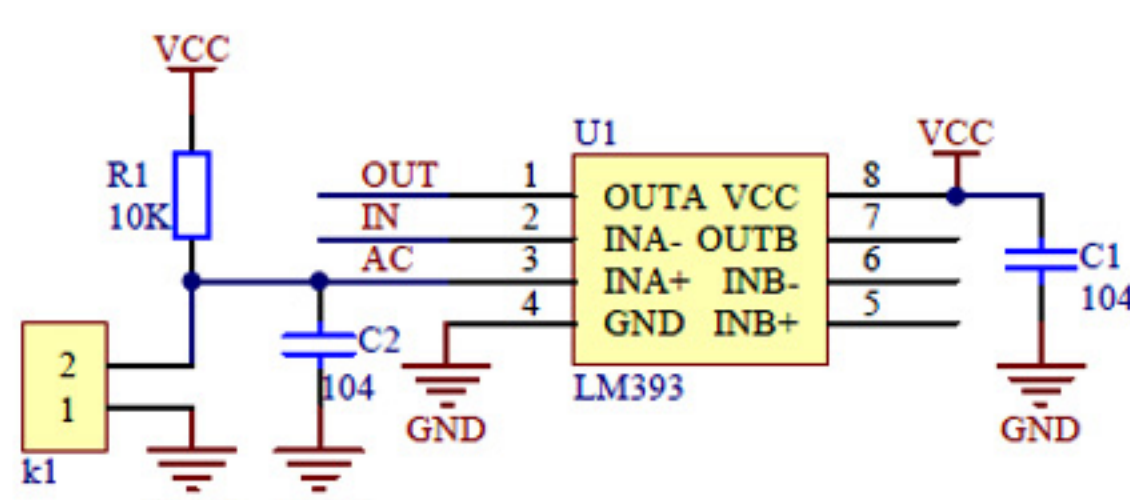 VCC
R1
10K
OUT
IN
AC
1
2
3
4
U1
OUTA VCC
INA- OUTB
INA+ INB-
GND INB+
LM393
8
7
6
5
VCC
C1
104
GND
C2
104
GND
2
1
k1